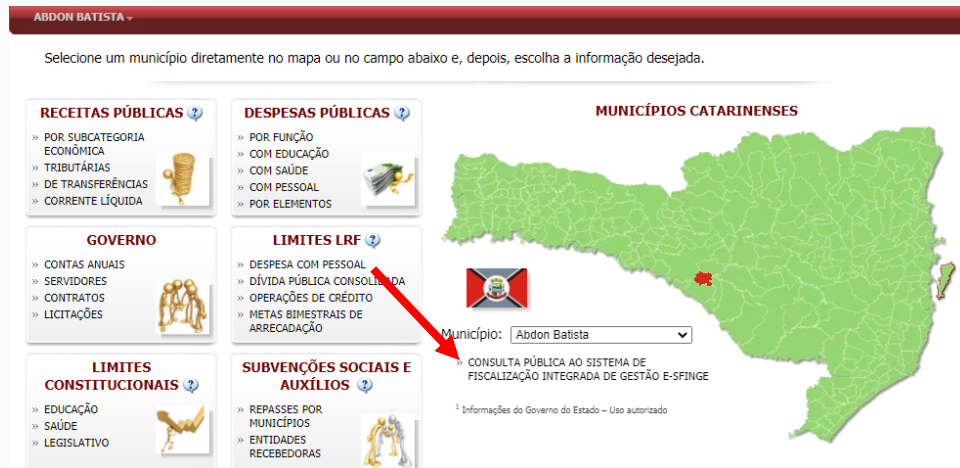 ABDON BATISTA
Selecione um município diretamente no mapa ou no campo abaixo e, depois, escolha a informação desejada.
RECEITAS PÚBLICAS
» POR SUBCATEGORIA
ECONÔMICA
» TRIBUTÁRIAS
» DE TRANSFERÊNCIAS
» CORRENTE LÍQUIDA
DESPESAS PÚBLICAS
» POR FUNÇÃO
» COM EDUCAÇÃO
» COM SAÚDE
» COM PESSOAL
» POR ELEMENTOS
GOVERNO
» CONTAS ANUAIS
» SERVIDORES
» CONTRATOS
» LICITAÇÕES
LIMITES LRF
» DESPESA COM PESSOAL
» DÍVIDA PÚBLICA CONSOLIDADA
» OPERAÇÕES DE CRÉDITO
» METAS BIMESTRAIS DE
ARRECADAÇÃO
LIMITES
CONSTITUCIONAIS
» EDUCAÇÃO
» SAÚDE
» LEGISLATIVO
SUBVENÇÕES SOCIAIS E
AUXÍLIOS
» REPASSES POR
MUNICÍPIOS
» ENTIDADES
RECEBEDORAS
MUNICÍPIOS CATARINENSES
Município: Abdon Batista
» CONSULTA PÚBLICA AO SISTEMA DE
FISCALIZAÇÃO INTEGRADA DE GESTÃO E-SFINGE
1 Informações do Governo do Estado – Uso autorizado